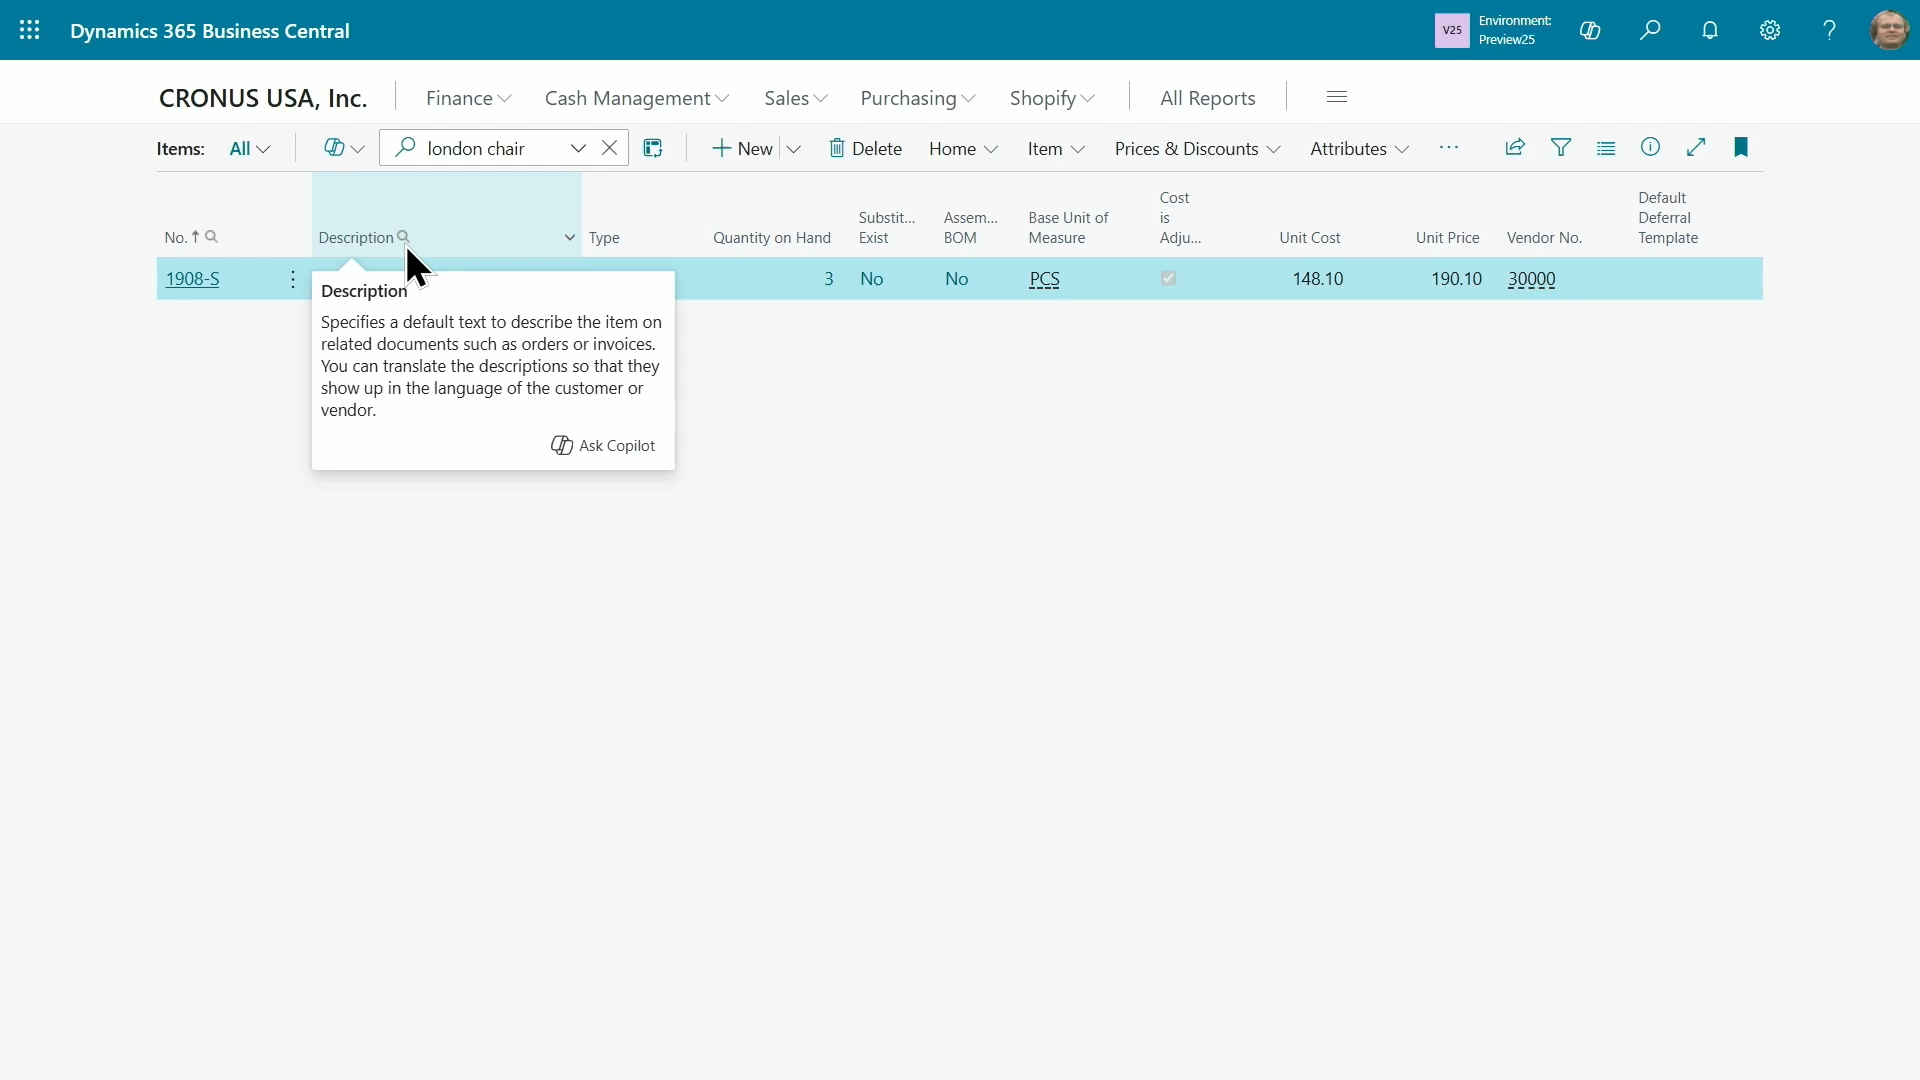 Dynamics 365 Business Central
V25
Environment:
Preview25
CRONUS USA, Inc.
Finance
Cash Management
Sales
Purchasing
Shopify
All Reports
Items:
All
london chair
New
Delete
Home
Item
Prices & Discounts
Attributes
No.
Description
Type
Quantity on Hand
Substit...
Exist
Assem...
BOM
Base Unit of
Measure
Cost
is
Adju...
Unit Cost
Unit Price
Vendor No.
Default
Deferral
Template
1908-S
3
No
No
PCS
148.10
190.10
30000
Description
Specifies a default text to describe the item on
related documents such as orders or invoices.
You can translate the descriptions so that they
show up in the language of the customer or
vendor.
Ask Copilot